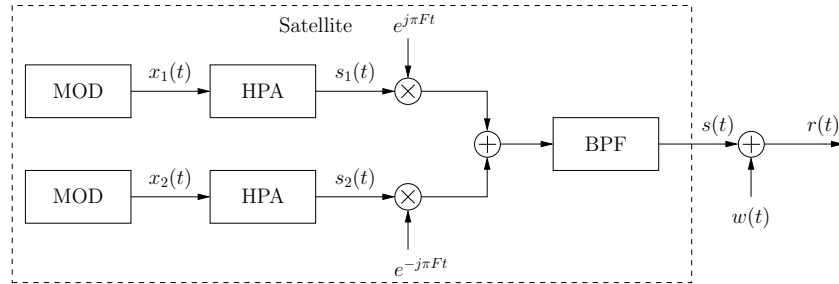 Satellite
e^{jπFt}
MOD x_1(t) HPA s_1(t) ×
+ BPF s(t) + r(t)
MOD x_2(t) HPA s_2(t) ×
w(t)
e^{-jπFt}